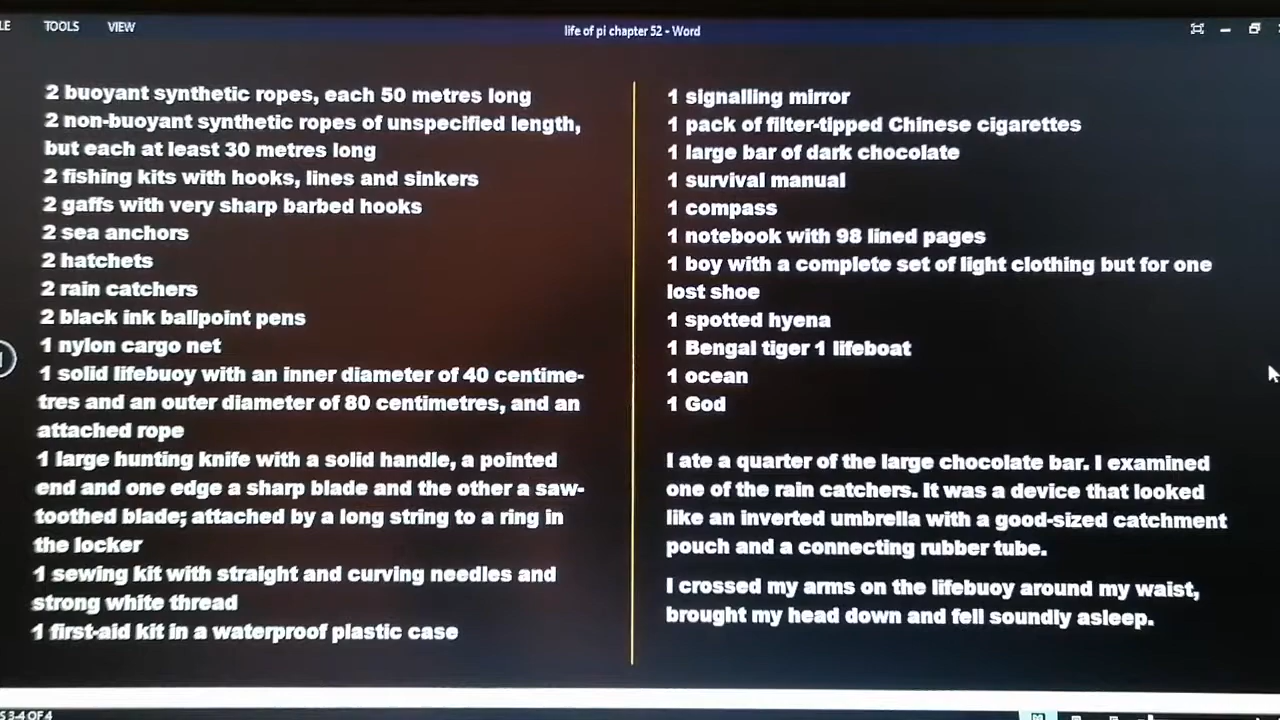 TOOLS VIEW
life of pi chapter 52 - Word
2 buoyant synthetic ropes, each 50 metres long
2 non-buoyant synthetic ropes of unspecified length,
but each at least 30 metres long
2 fishing kits with hooks, lines and sinkers
2 gaffs with very sharp barbed hooks
2 sea anchors
2 hatchets
2 rain catchers
2 black ink ballpoint pens
1 nylon cargo net
1 solid lifebuoy with an inner diameter of 40 centime-
tres and an outer diameter of 80 centimetres, and an
attached rope
1 large hunting knife with a solid handle, a pointed
end and one edge a sharp blade and the other a saw-
toothed blade; attached by a long string to a ring in
the locker
1 sewing kit with straight and curving needles and
strong white thread
1 first-aid kit in a waterproof plastic case
1 signalling mirror
1 pack of filter-tipped Chinese cigarettes
1 large bar of dark chocolate
1 survival manual
1 compass
1 notebook with 98 lined pages
1 boy with a complete set of light clothing but for one
lost shoe
1 spotted hyena
1 Bengal tiger 1 lifeboat
1 ocean
1 God
I ate a quarter of the large chocolate bar. I examined
one of the rain catchers. It was a device that looked
like an inverted umbrella with a good-sized catchment
pouch and a connecting rubber tube.
I crossed my arms on the lifebuoy around my waist,
brought my head down and fell soundly asleep.
S 3-4 OF 4